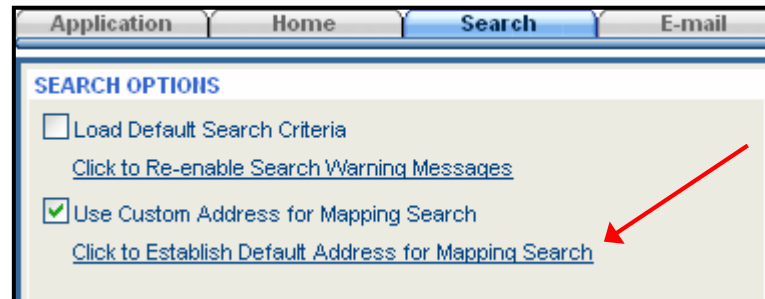 Application Home Search E-mail
SEARCH OPTIONS
Load Default Search Criteria
Click to Re-enable Search Warning Messages
Use Custom Address for Mapping Search
Click to Establish Default Address for Mapping Search